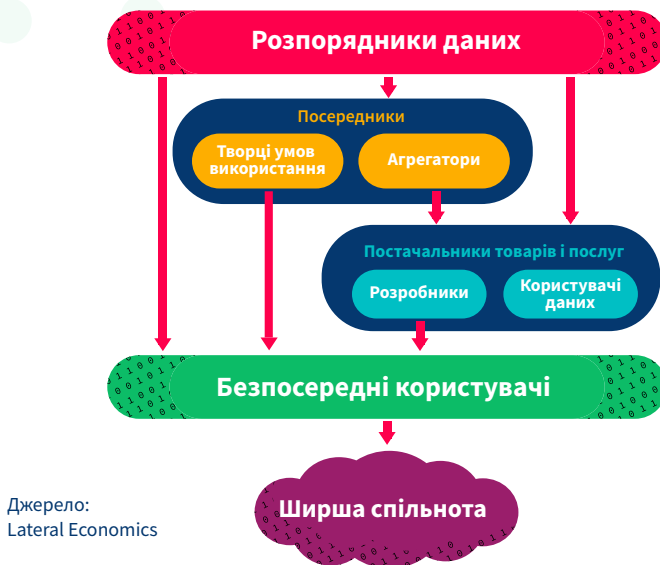 Розпорядники даних
Посередники
Творці умов
використання
Агрегатори
Постачальники товарів і послуг
Розробники
Користувачі
даних
Безпосередні користувачі
Ширша спільнота
Джерело:
Lateral Economics